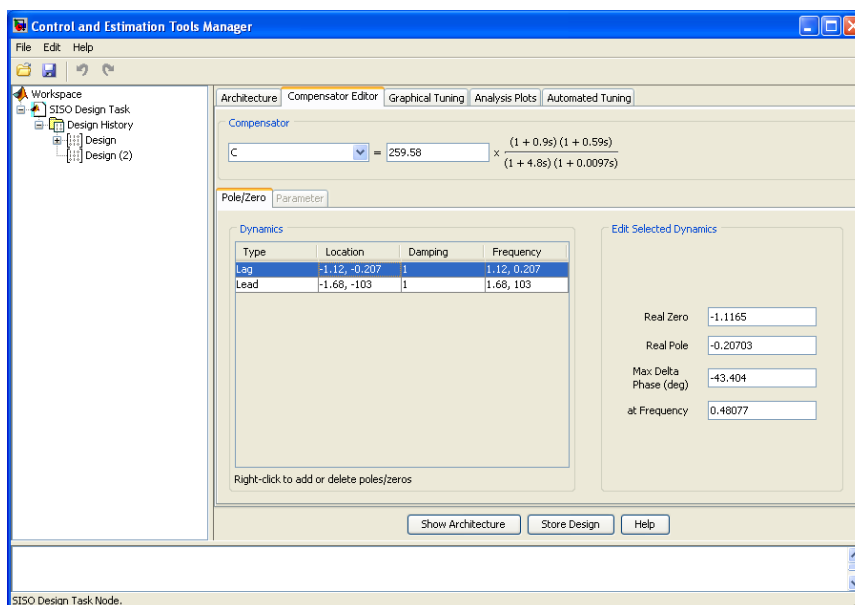 Control and Estimation Tools Manager
File Edit Help
Workspace
SISO Design Task
Design History
Design
Design (2)
Architecture Compensator Editor Graphical Tuning Analysis Plots Automated Tuning
Compensator
C = 259.58 x (1 + 0.9s) (1 + 0.59s)
(1 + 4.8s) (1 + 0.0097s)
Pole/Zero Parameter
Dynamics
Type Location Damping Frequency
Lag -1.12, -0.207 1 1.12, 0.207
Lead -1.68, -103 1 1.68, 103
Right-click to add or delete poles/zeros
Edit Selected Dynamics
Real Zero -1.1165
Real Pole -0.20703
Max Delta
Phase (deg) -43.404
at Frequency 0.48077
Show Architecture Store Design Help
SISO Design Task Node.